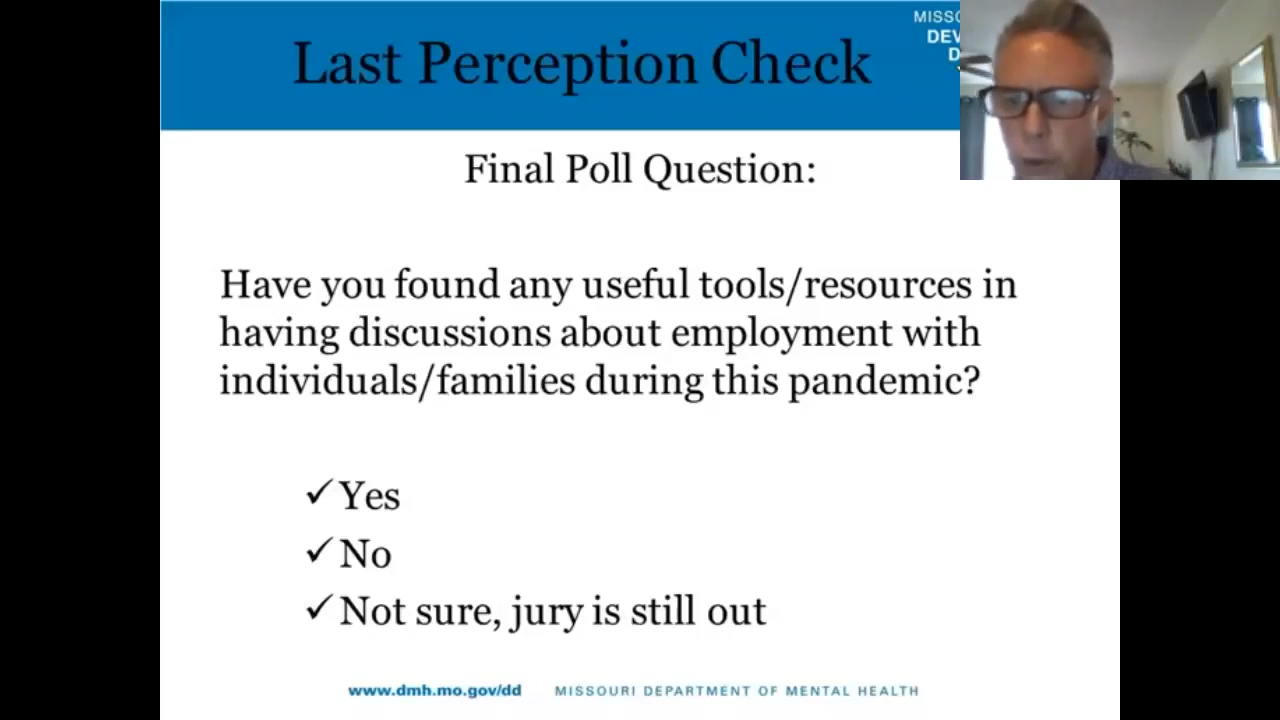 Last Perception Check
Final Poll Question:
Have you found any useful tools/resources in
having discussions about employment with
individuals/families during this pandemic?
✓Yes
✓No
✓Not sure, jury is still out
www.dmh.mo.gov/dd MISSOURI DEPARTMENT OF MENTAL HEALTH